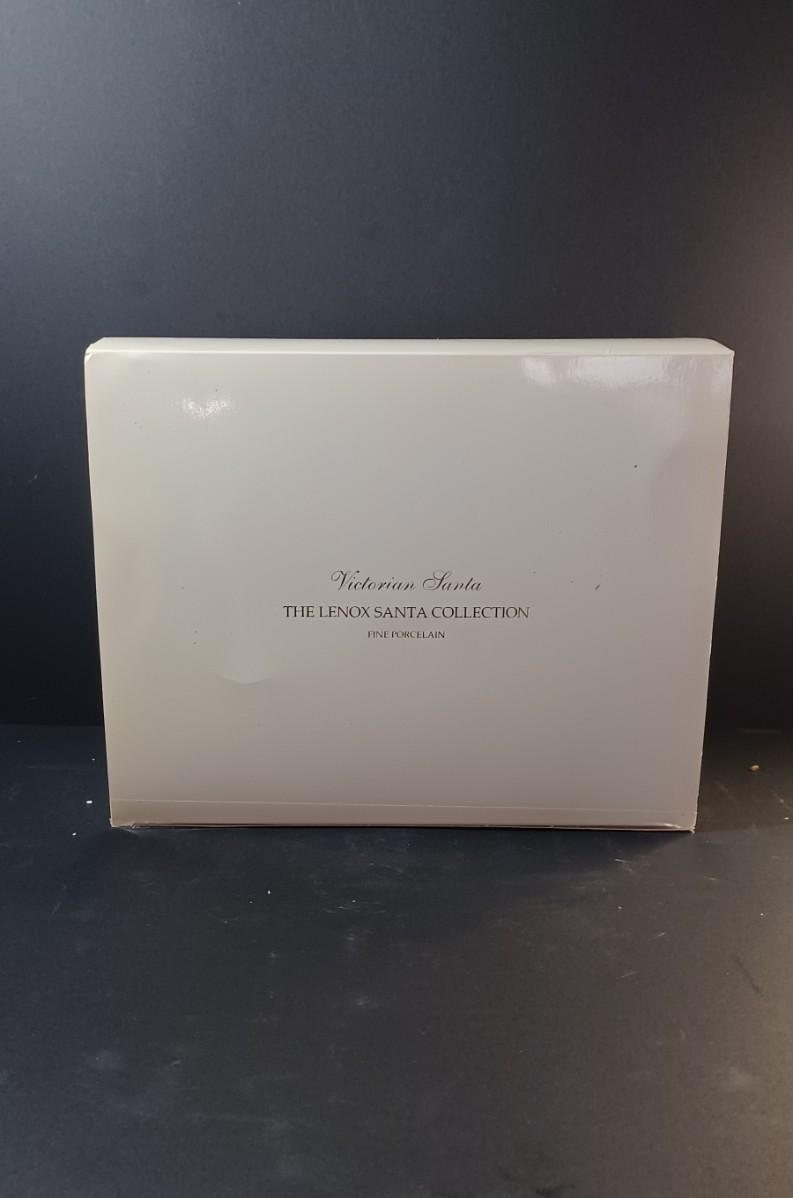 Victorian Santa
THE LENOX SANTA COLLECTION
FINE PORCELAIN